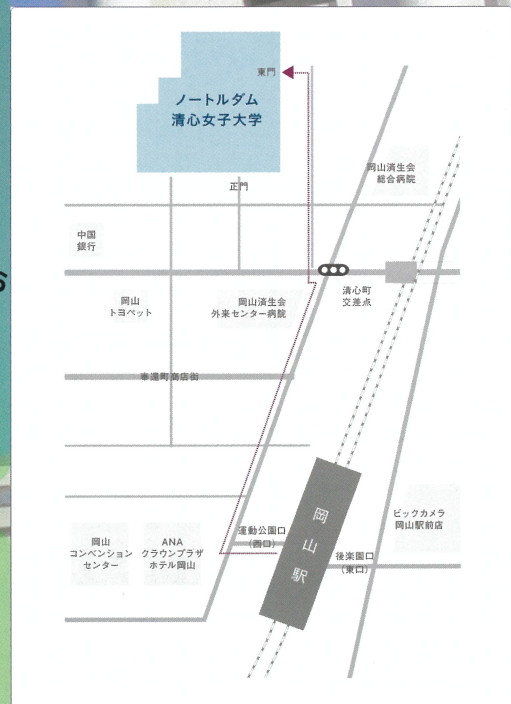 東門
ノートルダム
清心女子大学
正門
岡山済生会
総合病院
中国
銀行
岡山
トヨペット
岡山済生会
外来センター病院
清心町
交差点
奉還町商店街
岡山駅
ビックカメラ
岡山駅前店
運動公園口
(西口)
後楽園口
(東口)
岡山
コンベンション
センター
ANA
クラウンプラザ
ホテル岡山